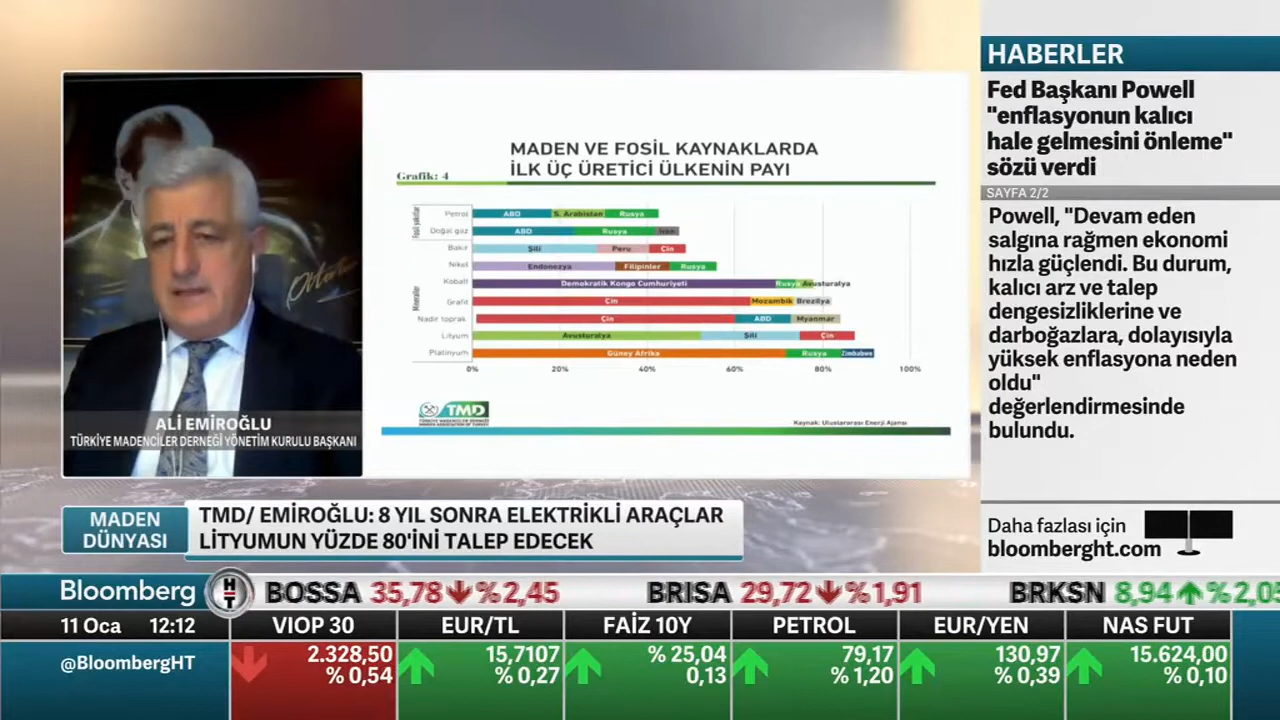 HABERLER
Fed Başkanı Powell
"enflasyonun kalıcı
hale gelmesini önleme"
sözü verdi
SAYFA 2/2
Powell, "Devam eden
salgına rağmen ekonomi
hızla güçlendi. Bu durum,
kalıcı arz ve talep
dengesizliklerine ve
darboğazlara, dolayısıyla
yüksek enflasyona neden
oldu"
değerlendirmesinde
bulundu.
Daha fazlası için
bloomberght.com
MADEN VE FOSİL KAYNAKLARDA
İLK ÜÇ ÜRETİCİ ÜLKENİN PAYI
Grafik: 4
Fosil yakıtlar
Petrol ABD S. Arabistan Rusya
Doğal gaz ABD Rusya İran
Mineraller
Bakır Şili Peru Çin
Nikel Endonezya Filipinler Rusya
Kobalt Demokratik Kongo Cumhuriyeti Rusya Avusturalya
Grafit Çin Mozambik Brezilya
Nadir toprak Çin ABD Myanmar
Lityum Avusturalya Şili Çin
Platinyum Güney Afrika Rusya Zimbabwe
0% 20% 40% 60% 80% 100%
TMD
TÜRKİYE MADENCİLER DERNEĞİ
Kaynak: Uluslararası Enerji Ajansı
ALİ EMİROĞLU
TÜRKİYE MADENCİLER DERNEĞİ YÖNETİM KURULU BAŞKANI
MADEN
DÜNYASI
TMD/ EMİROĞLU: 8 YIL SONRA ELEKTRİKLİ ARAÇLAR
LİTYUMUN YÜZDE 80'İNİ TALEP EDECEK
Bloomberg HT BOSSA 35,78 %2,45 BRISA 29,72 %1,91 BRKSN 8,94 %2,05
11 Oca 12:12 VIOP 30 EUR/TL FAİZ 10Y PETROL EUR/YEN NAS FUT
@BloombergHT 2.328,50 15,7107 % 25,04 79,17 130,97 15.624,00
% 0,54 % 0,27 0,13 % 1,20 % 0,39 % 0,10